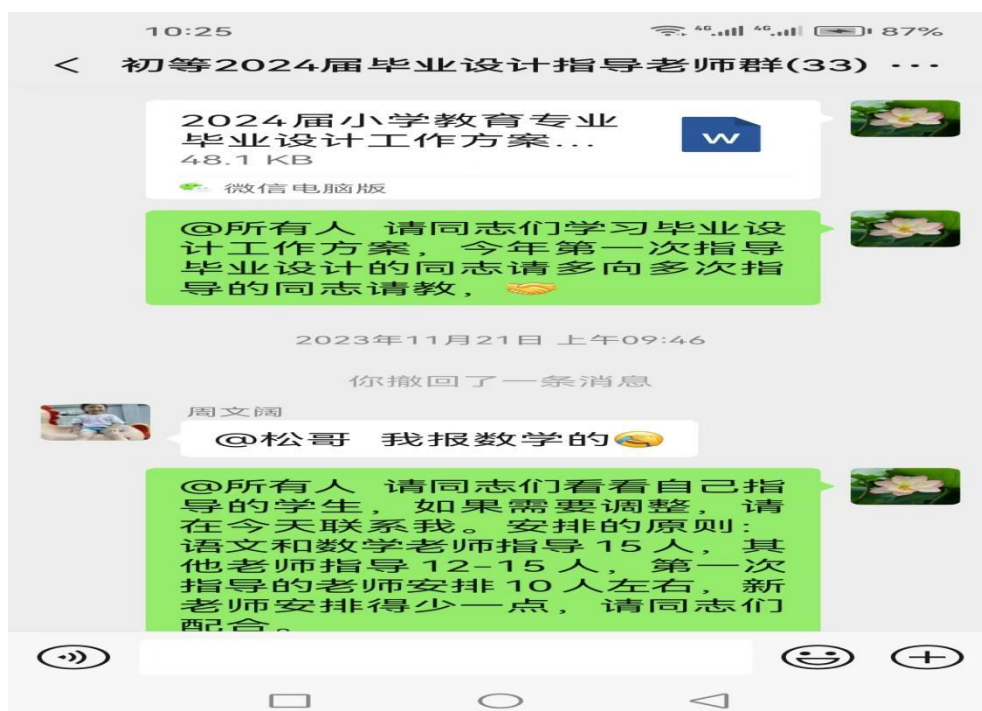 10:25
4G 4G 87%
初等2024届毕业设计指导老师群(33) ···
2024届小学教育专业
毕业设计工作方案...
W
48.1 KB
微信电脑版
@所有人 请同志们学习毕业设
计工作方案，今年第一次指导
毕业设计的同志请多向多次指
导的同志请教，
2023年11月21日 上午09:46
你撤回了一条消息
周文阔
@松哥 我报数学的
@所有人 请同志们看看自己指
导的学生，如果需要调整，请
在今天联系我。安排的原则：
语文和数学老师指导15人，其
他老师指导12-15人，第一次
指导的老师安排10人左右，新
老师安排得少一点，请同志们
配合。